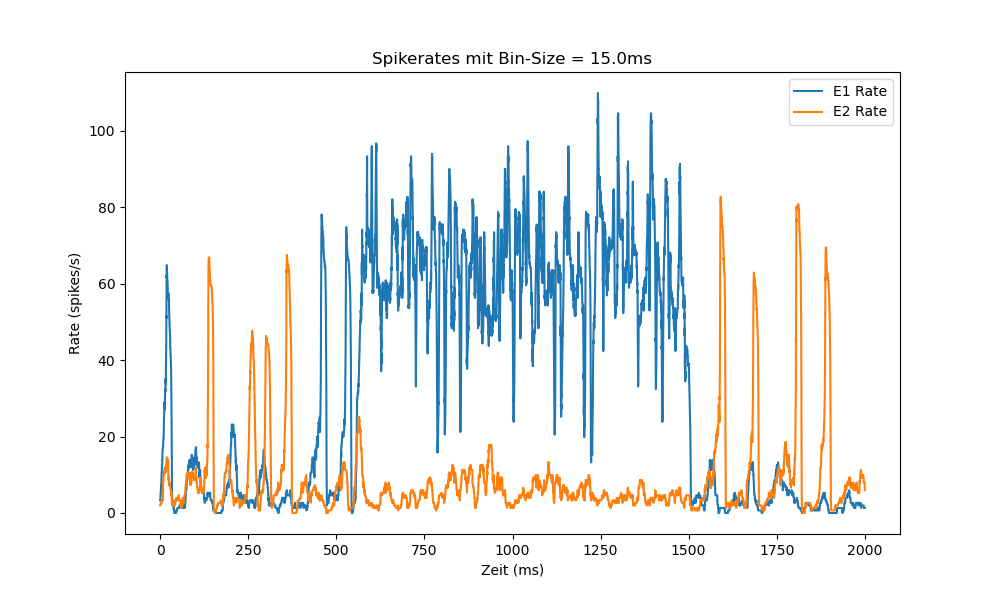 Spikerates mit Bin-Size = 15.0ms
E1 Rate
E2 Rate
Rate (spikes/s)
100
80
60
40
20
0
0 250 500 750 1000 1250 1500 1750 2000
Zeit (ms)